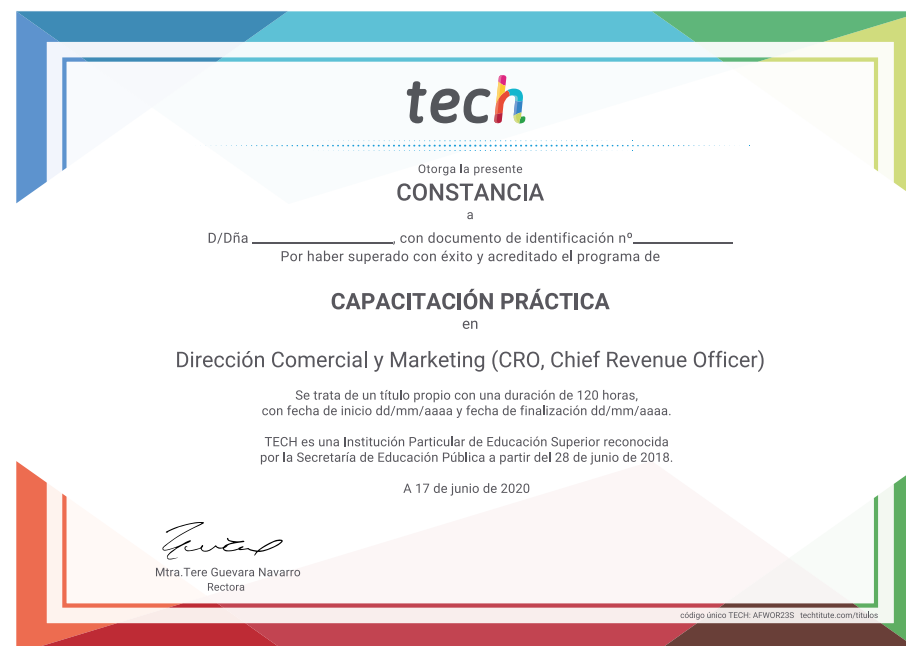 tech
Otorga la presente
CONSTANCIA
a
D/Dña ____________________, con documento de identificación nº______________
Por haber superado con éxito y acreditado el programa de
CAPACITACIÓN PRÁCTICA
en
Dirección Comercial y Marketing (CRO, Chief Revenue Officer)
Se trata de un título propio con una duración de 120 horas,
con fecha de inicio dd/mm/aaaa y fecha de finalización dd/mm/aaaa.
TECH es una Institución Particular de Educación Superior reconocida
por la Secretaría de Educación Pública a partir del 28 de junio de 2018.
A 17 de junio de 2020
Mtra.Tere Guevara Navarro
Rectora
código único TECH: AFWOR23S techtitute.com/titulos